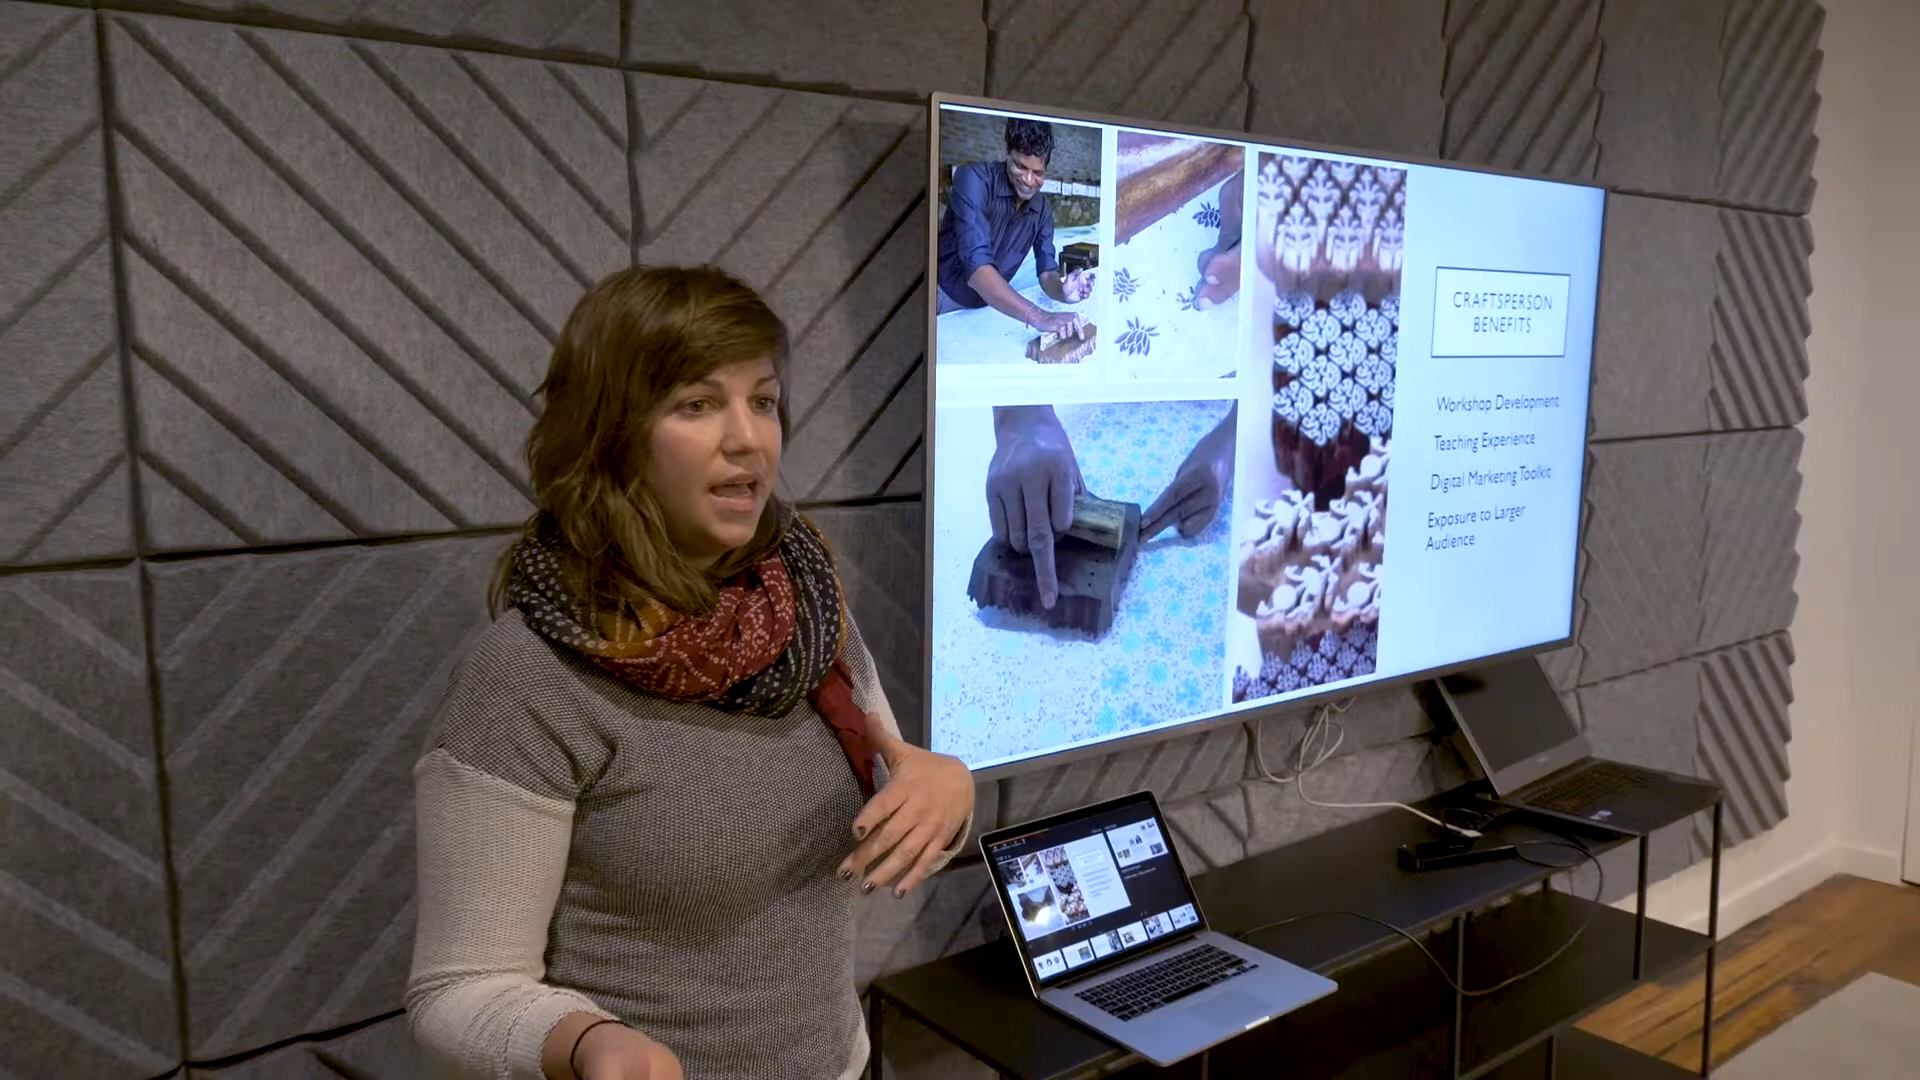 CRAFTSPERSON
BENEFITS
Workshop Development
Teaching Experience
Digital Marketing Toolkit
Exposure to Larger
Audience